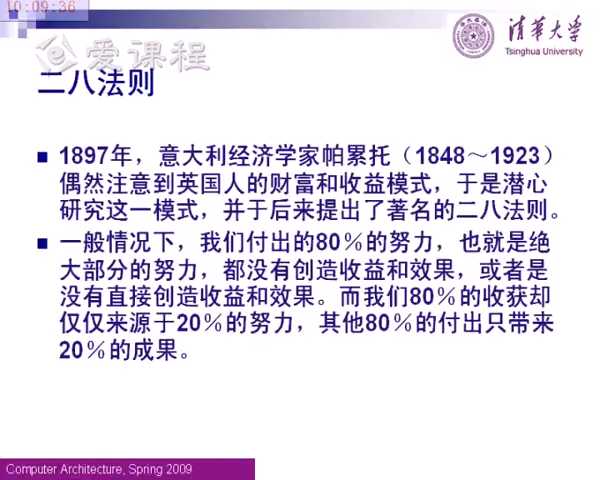 10:09:36
清华大学
Tsinghua University
爱课程
二八法则
1897年，意大利经济学家帕累托（1848～1923）
偶然注意到英国人的财富和收益模式，于是潜心
研究这一模式，并于后来提出了著名的二八法则。
一般情况下，我们付出的80％的努力，也就是绝
大部分的努力，都没有创造收益和效果，或者是
没有直接创造收益和效果。而我们80％的收获却
仅仅来源于20％的努力，其他80％的付出只带来
20％的成果。
Computer Architecture, Spring 2009